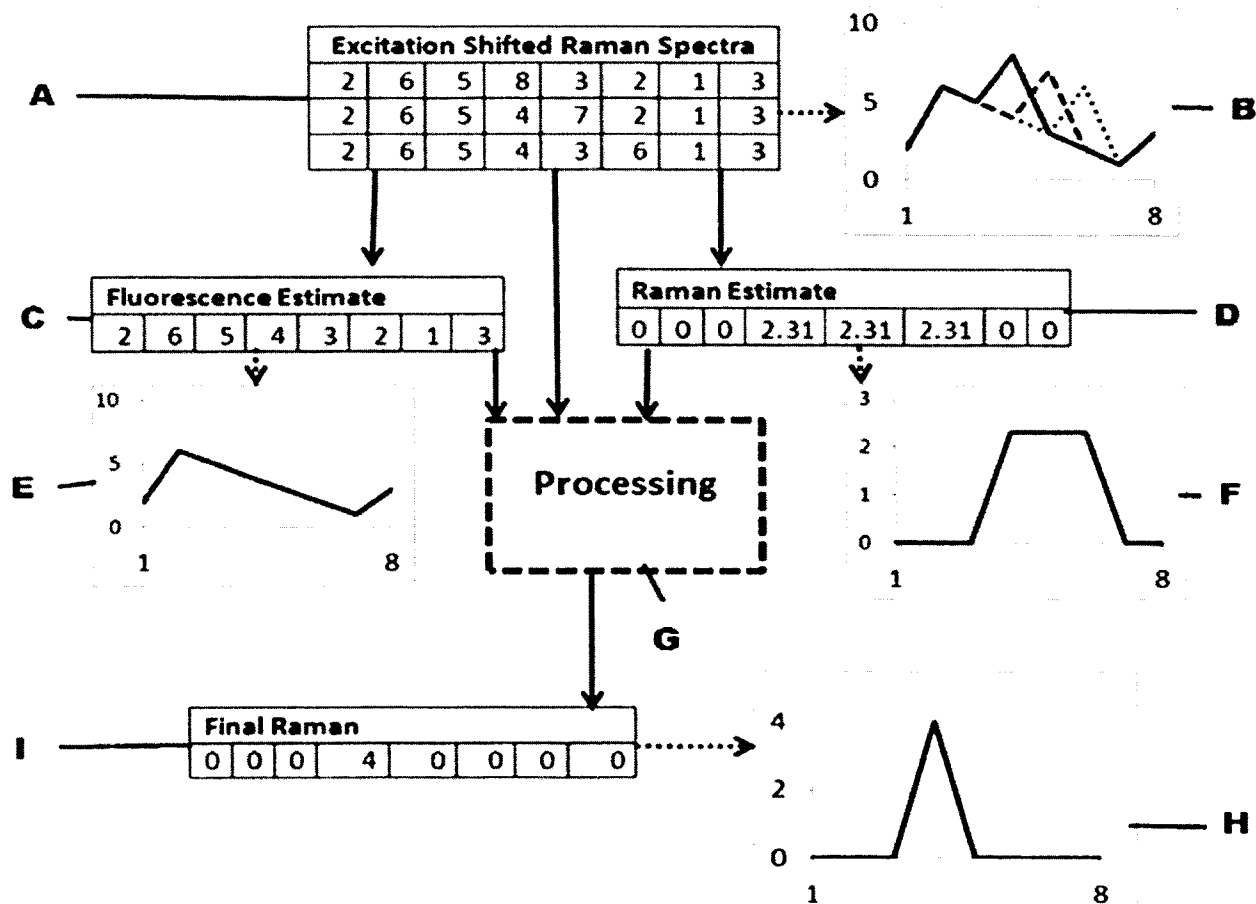 Excitation Shifted Raman Spectra
2 6 5 8 3 2 1 3
2 6 5 4 7 2 1 3
2 6 5 4 3 6 1 3
A
10
5
0
1 8
B
Fluorescence Estimate
2 6 5 4 3 2 1 3
C
Raman Estimate
0 0 0 2.31 2.31 2.31 0 0
D
10
5
0
1 8
E
Processing
G
3
2
1
0
1 8
F
Final Raman
0 0 0 4 0 0 0 0
I
4
2
0
1 8
H